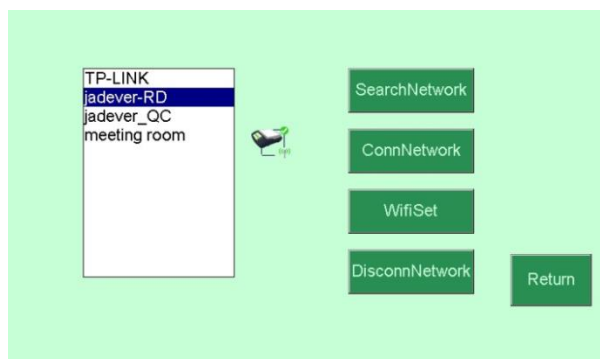 TP-LINK
jadever-RD
jadever_QC
meeting room
SearchNetwork
ConnNetwork
WifiSet
DisconnNetwork
Return